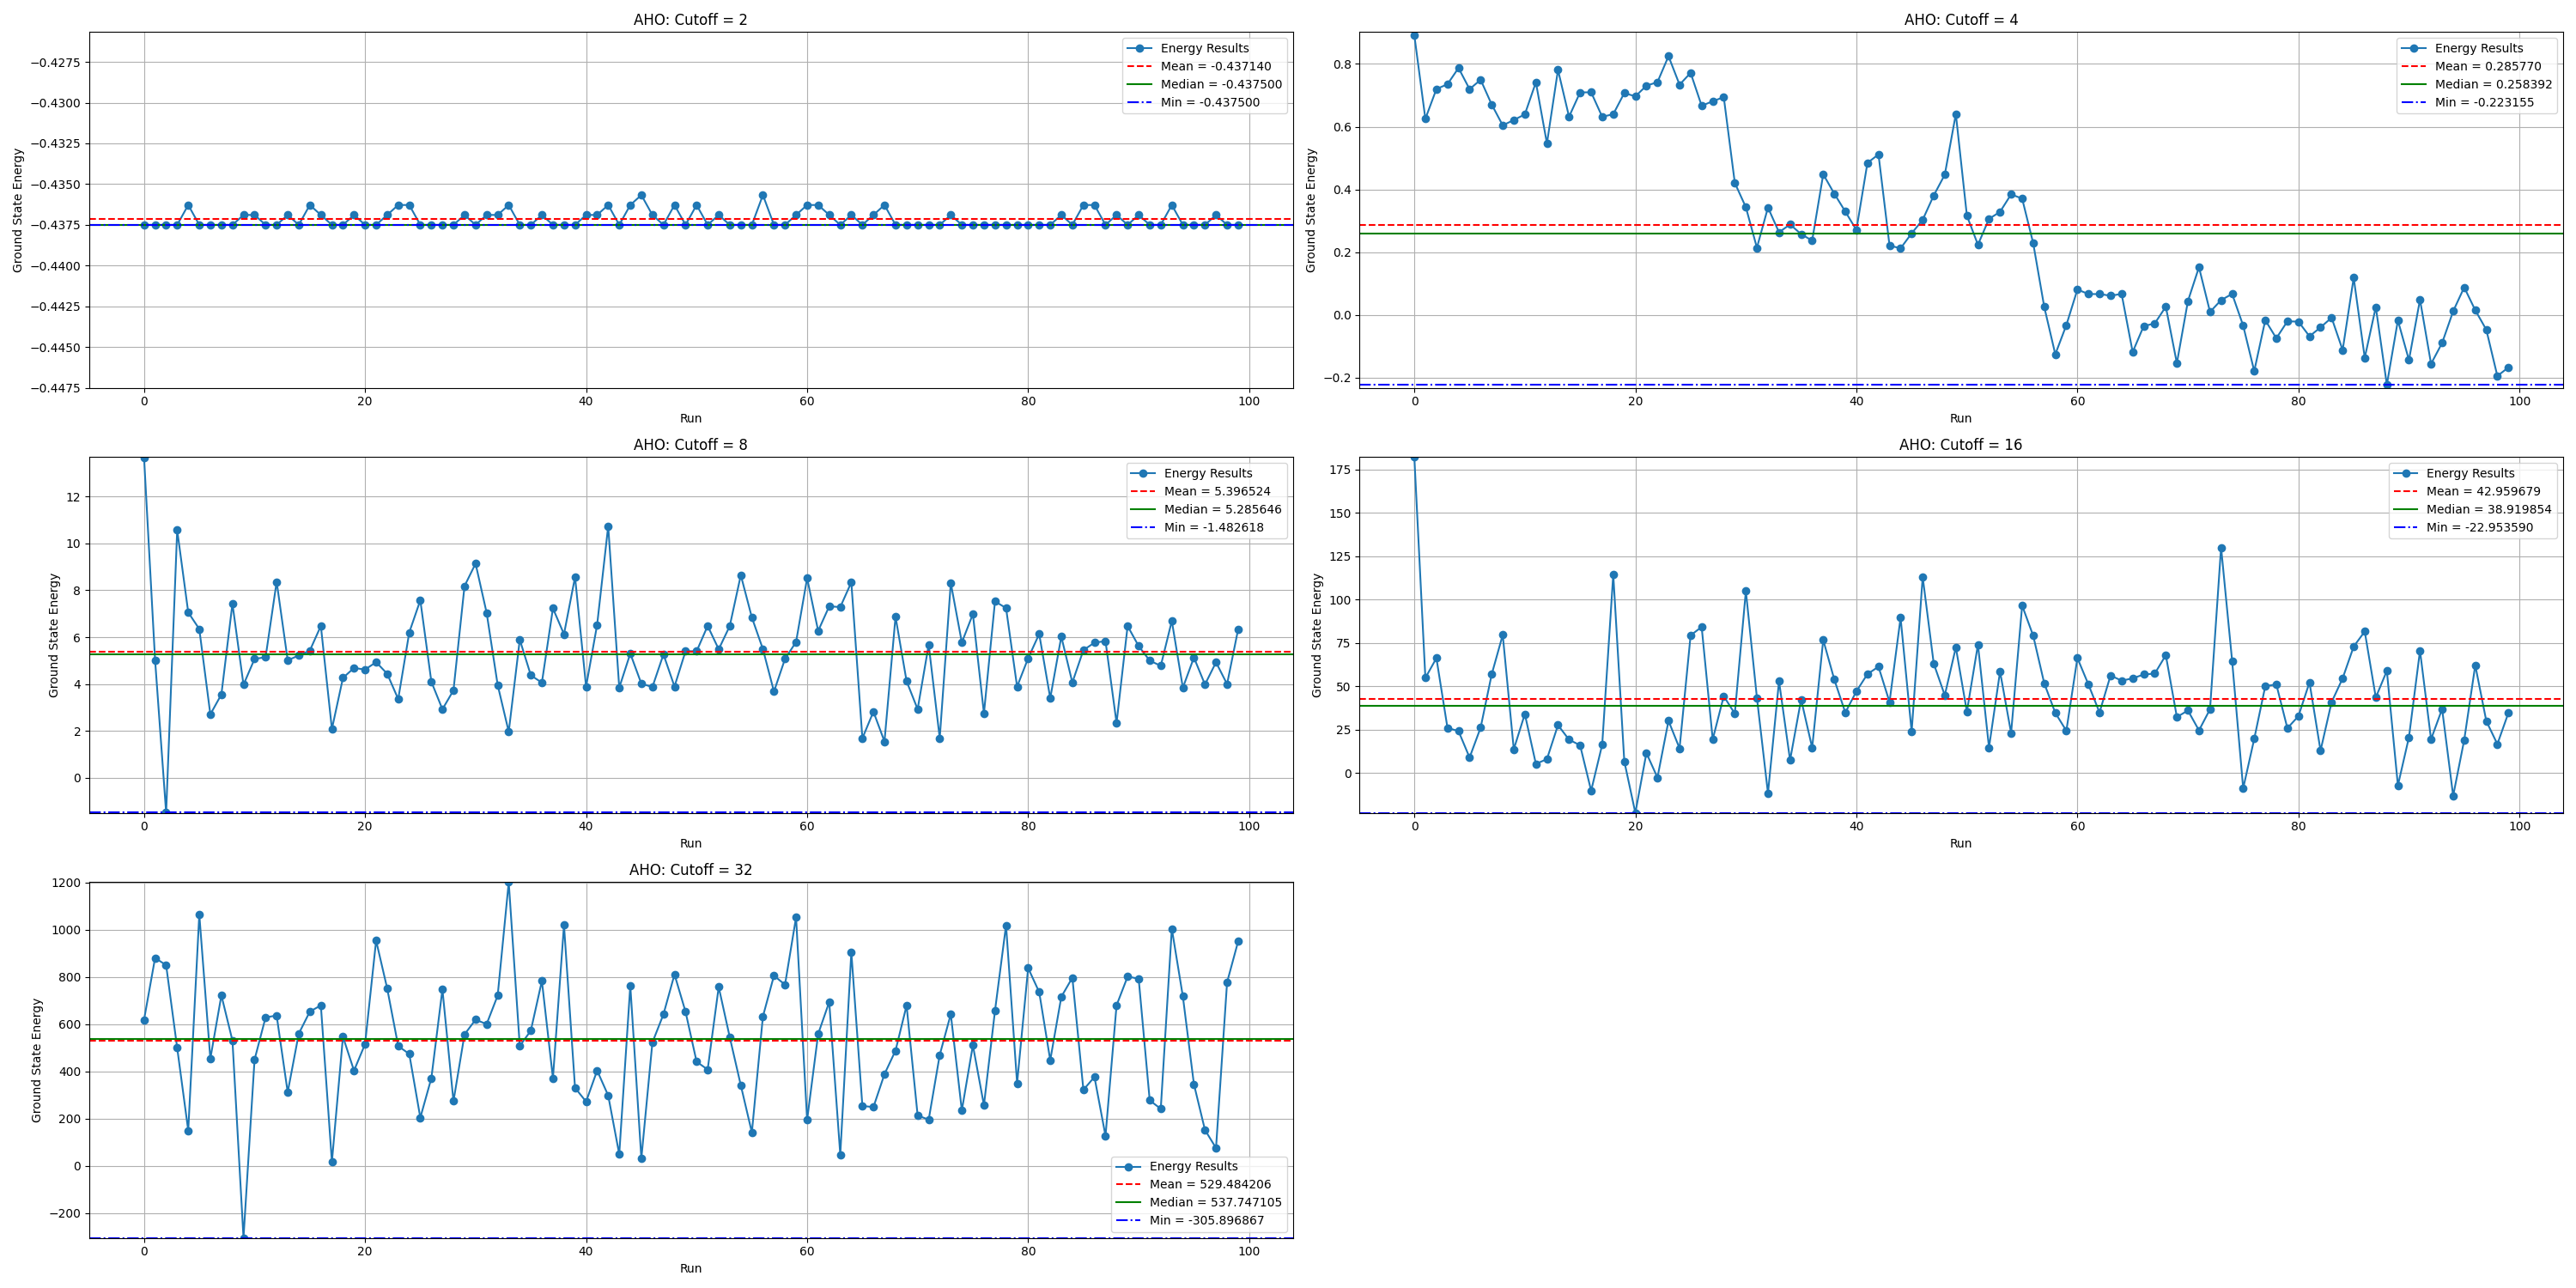 AHO: Cutoff = 2
Ground State Energy
−0.4275
−0.4300
−0.4325
−0.4350
−0.4375
−0.4400
−0.4425
−0.4450
−0.4475
Energy Results
Mean = -0.437140
Median = -0.437500
Min = -0.437500
0 20 40 60 80 100
Run
AHO: Cutoff = 4
Ground State Energy
0.8
0.6
0.4
0.2
0.0
−0.2
Energy Results
Mean = 0.285770
Median = 0.258392
Min = -0.223155
0 20 40 60 80 100
Run
AHO: Cutoff = 8
Ground State Energy
12
10
8
6
4
2
0
Energy Results
Mean = 5.396524
Median = 5.285646
Min = -1.482618
0 20 40 60 80 100
Run
AHO: Cutoff = 16
Ground State Energy
175
150
125
100
75
50
25
0
Energy Results
Mean = 42.959679
Median = 38.919854
Min = -22.953590
0 20 40 60 80 100
Run
AHO: Cutoff = 32
Ground State Energy
1200
1000
800
600
400
200
0
−200
Energy Results
Mean = 529.484206
Median = 537.747105
Min = -305.896867
0 20 40 60 80 100
Run